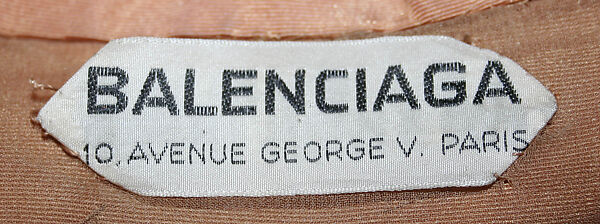 BALENCIAGA
10, AVENUE GEORGE V. PARIS